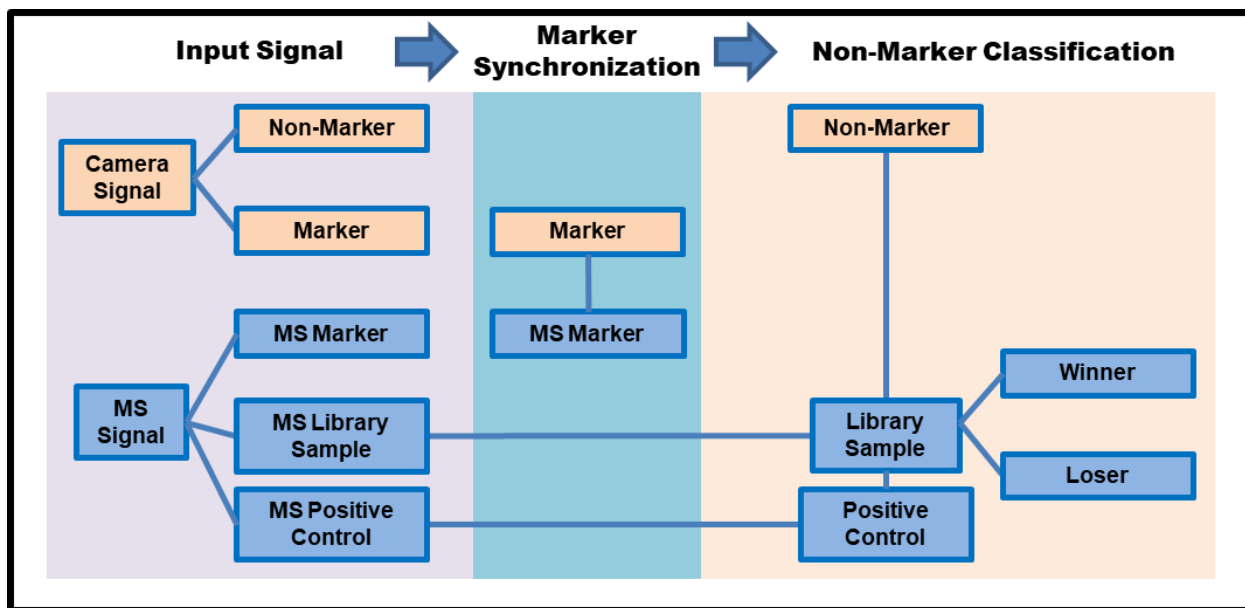 Input Signal
Marker
Synchronization
Non-Marker Classification
Camera
Signal
Non-Marker
Marker
MS
Signal
MS Marker
MS Library
Sample
MS Positive
Control
Marker
MS Marker
Non-Marker
Library
Sample
Positive
Control
Winner
Loser